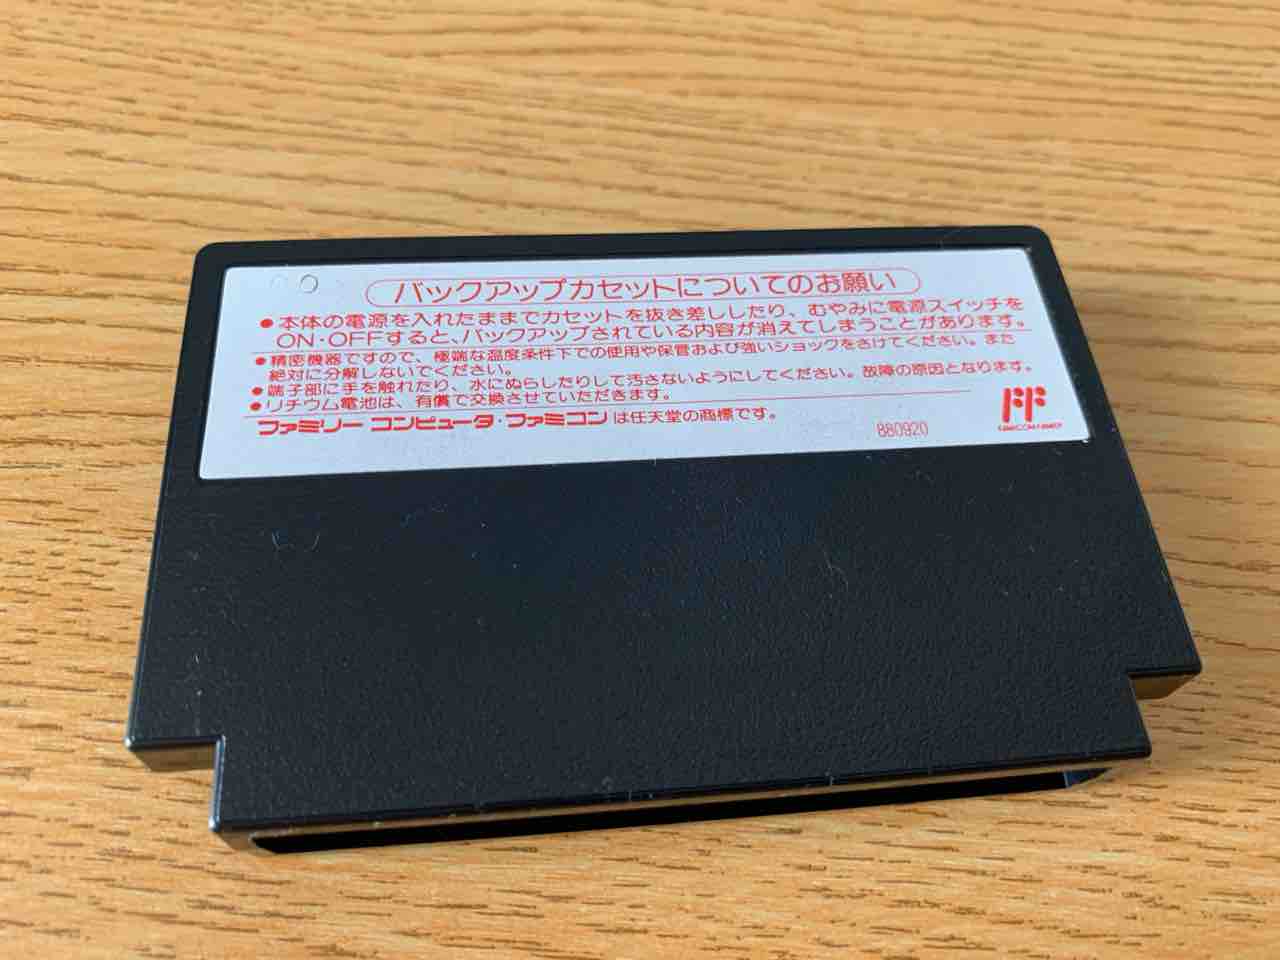 バックアップカセットについてのお願い
●本体の電源を入れたままでカセットを抜き差ししたり、むやみに電源スイッチを
ON・OFFすると、バックアップされている内容が消えてしまうことがあります。
●精密機器ですので、極端な温度条件下での使用や保管および強いショックをさけてください。また
絶対に分解しないでください。
●端子部に手を触れたり、水にぬらしたりして汚さないようにしてください。故障の原因となります。
●リチウム電池は、有償で交換させていただきます。
ファミリー コンピュータ・ファミコン は任天堂の商標です。
880920
FF